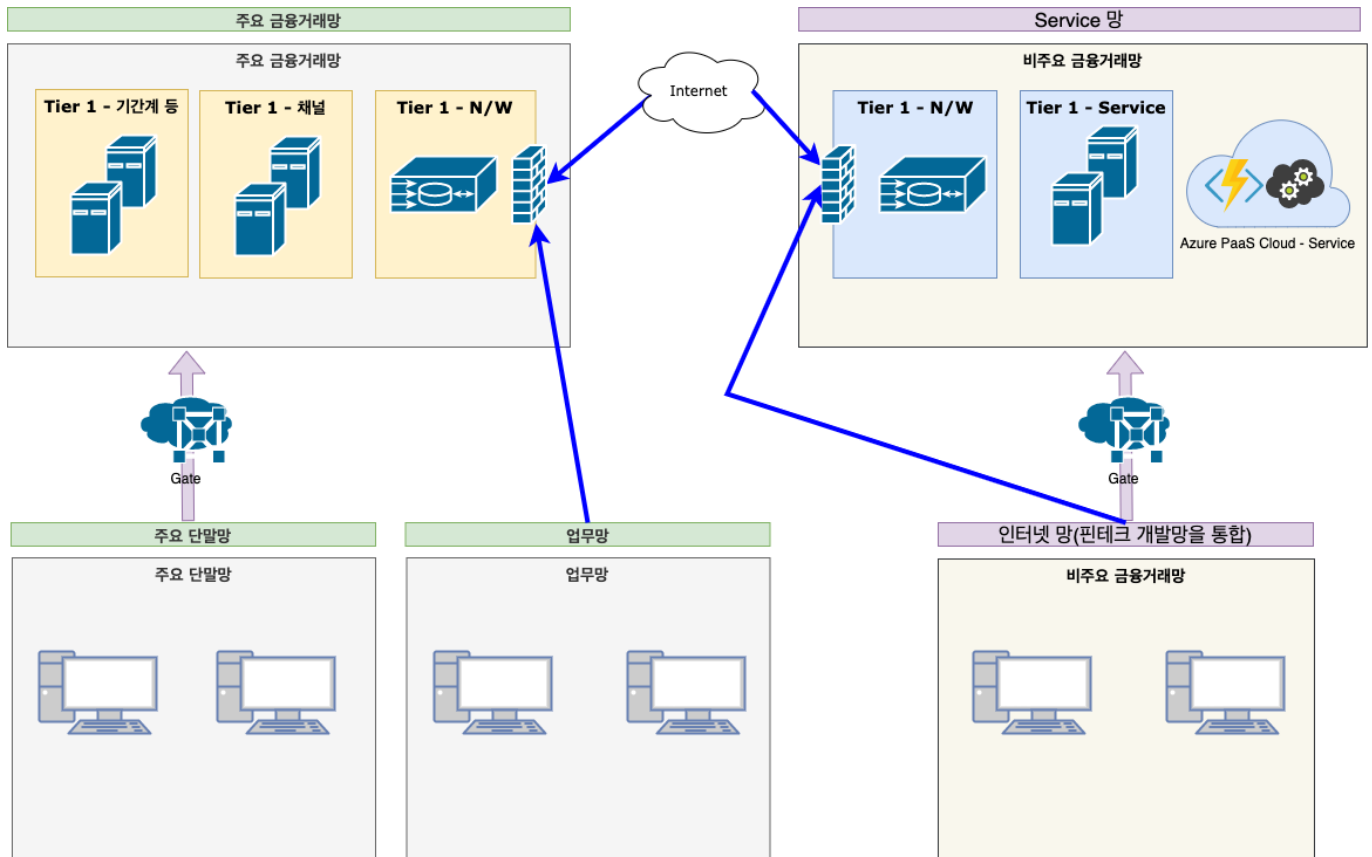 주요 금융거래망
Service 망
주요 금융거래망
비주요 금융거래망
Tier 1 - 기간계 등
Tier 1 - 채널
Tier 1 - N/W
Internet
Tier 1 - N/W
Tier 1 - Service
Azure PaaS Cloud - Service
Gate
Gate
주요 단말망
업무망
인터넷 망(핀테크 개발망을 통합)
주요 단말망
업무망
비주요 금융거래망